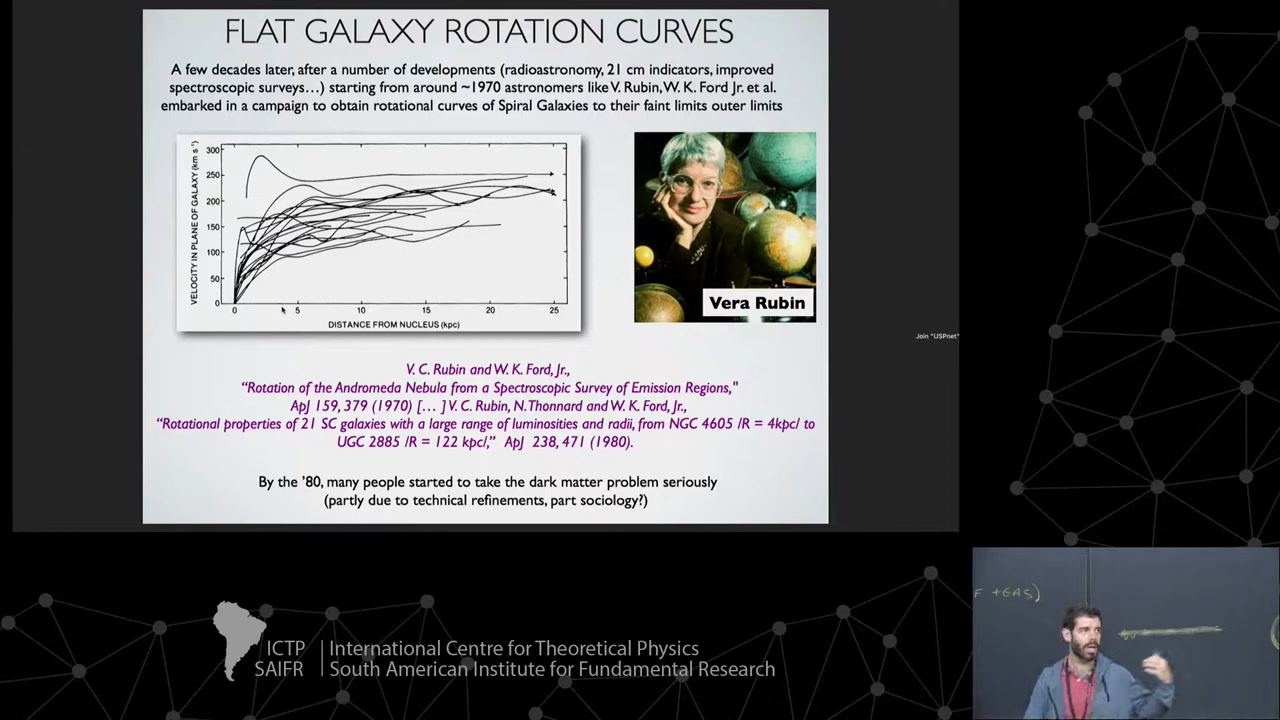 FLAT GALAXY ROTATION CURVES
A few decades later, after a number of developments (radioastronomy, 21 cm indicators, improved
spectroscopic surveys…) starting from around ~1970 astronomers like V. Rubin, W. K. Ford Jr. et al.
embarked in a campaign to obtain rotational curves of Spiral Galaxies to their faint limits outer limits
VELOCITY IN PLANE OF GALAXY (km s⁻¹)
300
250
200
150
100
50
0
0 5 10 15 20 25
DISTANCE FROM NUCLEUS (kpc)
Vera Rubin
Join "USPnet"
V. C. Rubin and W. K. Ford, Jr.,
“Rotation of the Andromeda Nebula from a Spectroscopic Survey of Emission Regions,"
ApJ 159, 379 (1970) [… ] V. C. Rubin, N. Thonnard and W. K. Ford, Jr.,
“Rotational properties of 21 SC galaxies with a large range of luminosities and radii, from NGC 4605 /R = 4kpc/ to
UGC 2885 /R = 122 kpc/,” ApJ 238, 471 (1980).
By the '80, many people started to take the dark matter problem seriously
(partly due to technical refinements, part sociology?)
+GAS)
ICTP
SAIFR
International Centre for Theoretical Physics
South American Institute for Fundamental Research